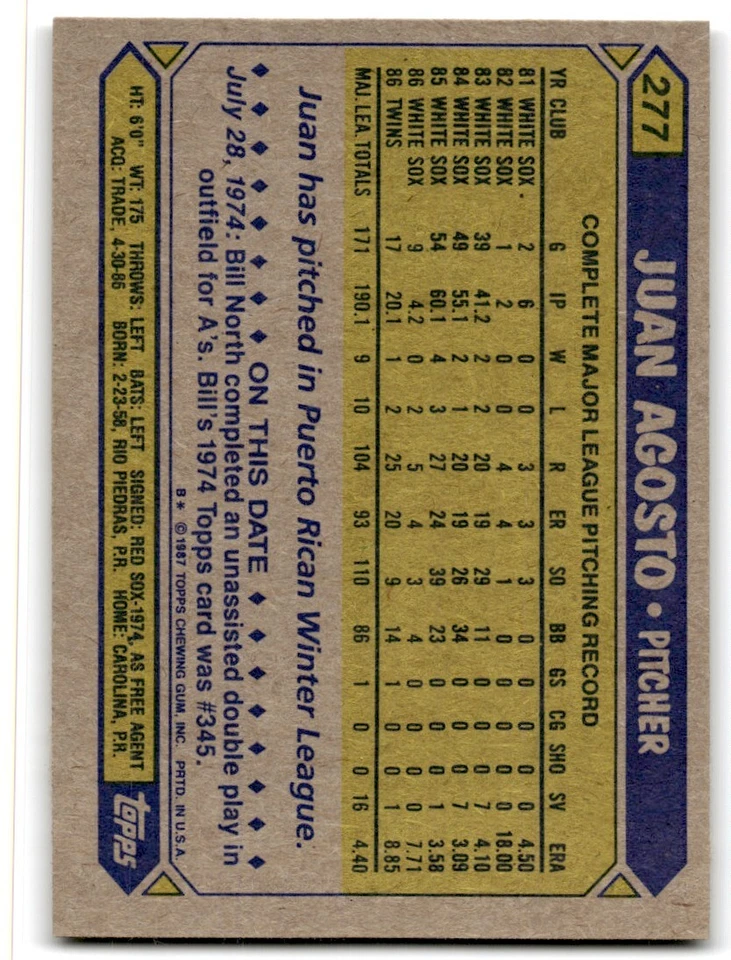 277 JUAN AGOSTO • PITCHER
COMPLETE MAJOR LEAGUE PITCHING RECORD
YR CLUB G IP W L R ER SO BB GS CG SHO SV ERA
81 WHITE SOX 2 6 0 0 3 3 3 0 0 0 0 0 4.50
82 WHITE SOX 1 2 0 0 4 4 1 0 0 0 0 0 18.00
83 WHITE SOX 39 41.2 2 2 20 19 29 11 0 0 0 7 4.10
84 WHITE SOX 49 55.1 2 1 20 19 26 34 0 0 0 7 3.09
85 WHITE SOX 54 60.1 4 3 27 24 39 23 0 0 0 1 3.58
86 WHITE SOX 9 4.2 0 2 5 4 3 4 0 0 0 0 7.71
86 TWINS 17 20.1 1 2 25 20 9 14 1 0 0 1 8.85
MAJ. LEA. TOTALS 171 190.1 9 10 104 93 110 86 1 0 0 16 4.40
Juan has pitched in Puerto Rican Winter League.
♦ ♦ ♦ ♦ ♦ ♦ ♦ ♦ ON THIS DATE ♦ ♦ ♦ ♦ ♦ ♦ ♦ ♦
July 28, 1974: Bill North completed an unassisted double play in
outfield for A's. Bill's 1974 Topps card was #345.
B* © 1987 TOPPS CHEWING GUM, INC. PRTD. IN U.S.A.
HT: 6'0" WT: 175 THROWS: LEFT BATS: LEFT SIGNED: RED SOX-1974, AS FREE AGENT
ACQ: TRADE, 4-30-86 BORN: 2-23-58, RIO PIEDRAS, P.R. HOME: CAROLINA, P.R.
topps